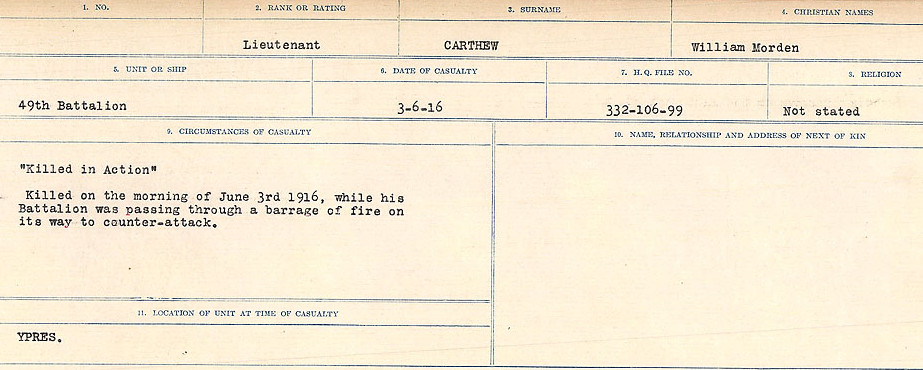 1. NO.
2. RANK OR RATING
3. SURNAME
4. CHRISTIAN NAMES
Lieutenant
CARTHEW
William Morden
5. UNIT OR SHIP
6. DATE OF CASUALTY
7. H.Q. FILE NO.
8. RELIGION
49th Battalion
3-6-16
332-106-99
Not stated
9. CIRCUMSTANCES OF CASUALTY
10. NAME, RELATIONSHIP AND ADDRESS OF NEXT OF KIN
"Killed in Action"
Killed on the morning of June 3rd 1916, while his
Battalion was passing through a barrage of fire on
its way to counter-attack.
11. LOCATION OF UNIT AT TIME OF CASUALTY
YPRES.